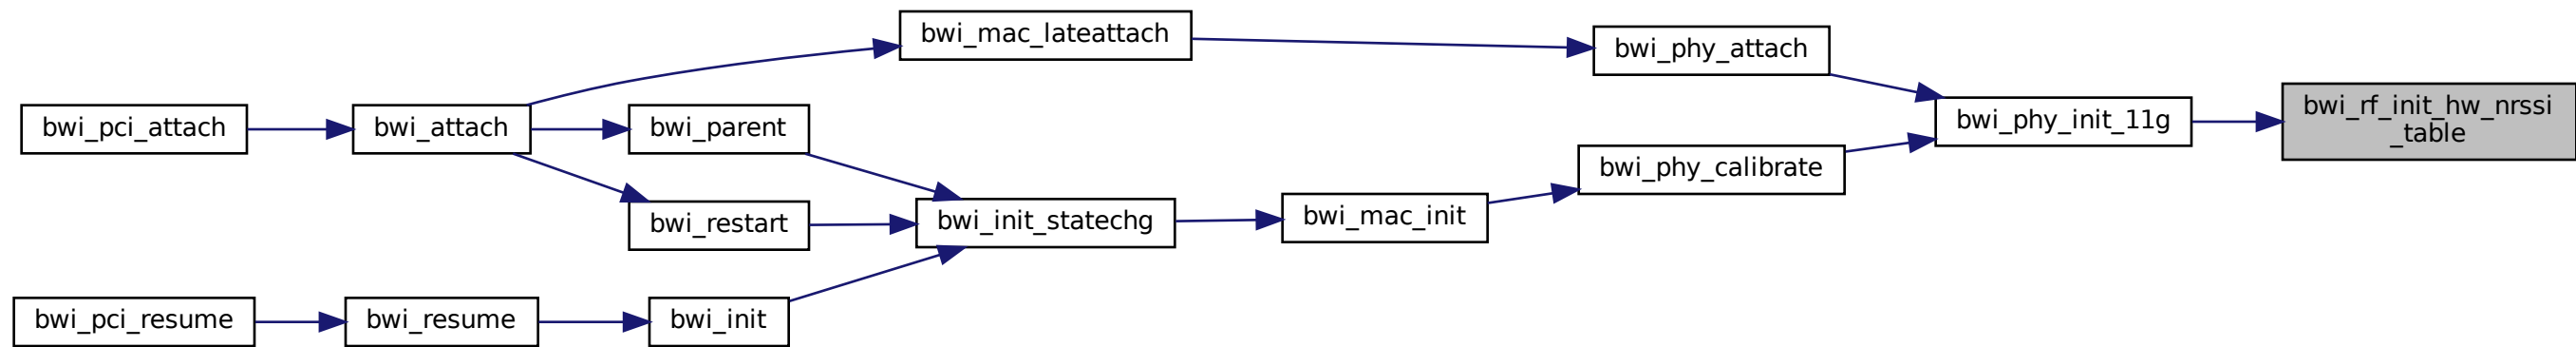 bwi_mac_lateattach
bwi_phy_attach
bwi_rf_init_hw_nrssi
_table
bwi_pci_attach
bwi_attach
bwi_parent
bwi_phy_init_11g
bwi_phy_calibrate
bwi_restart
bwi_init_statechg
bwi_mac_init
bwi_pci_resume
bwi_resume
bwi_init